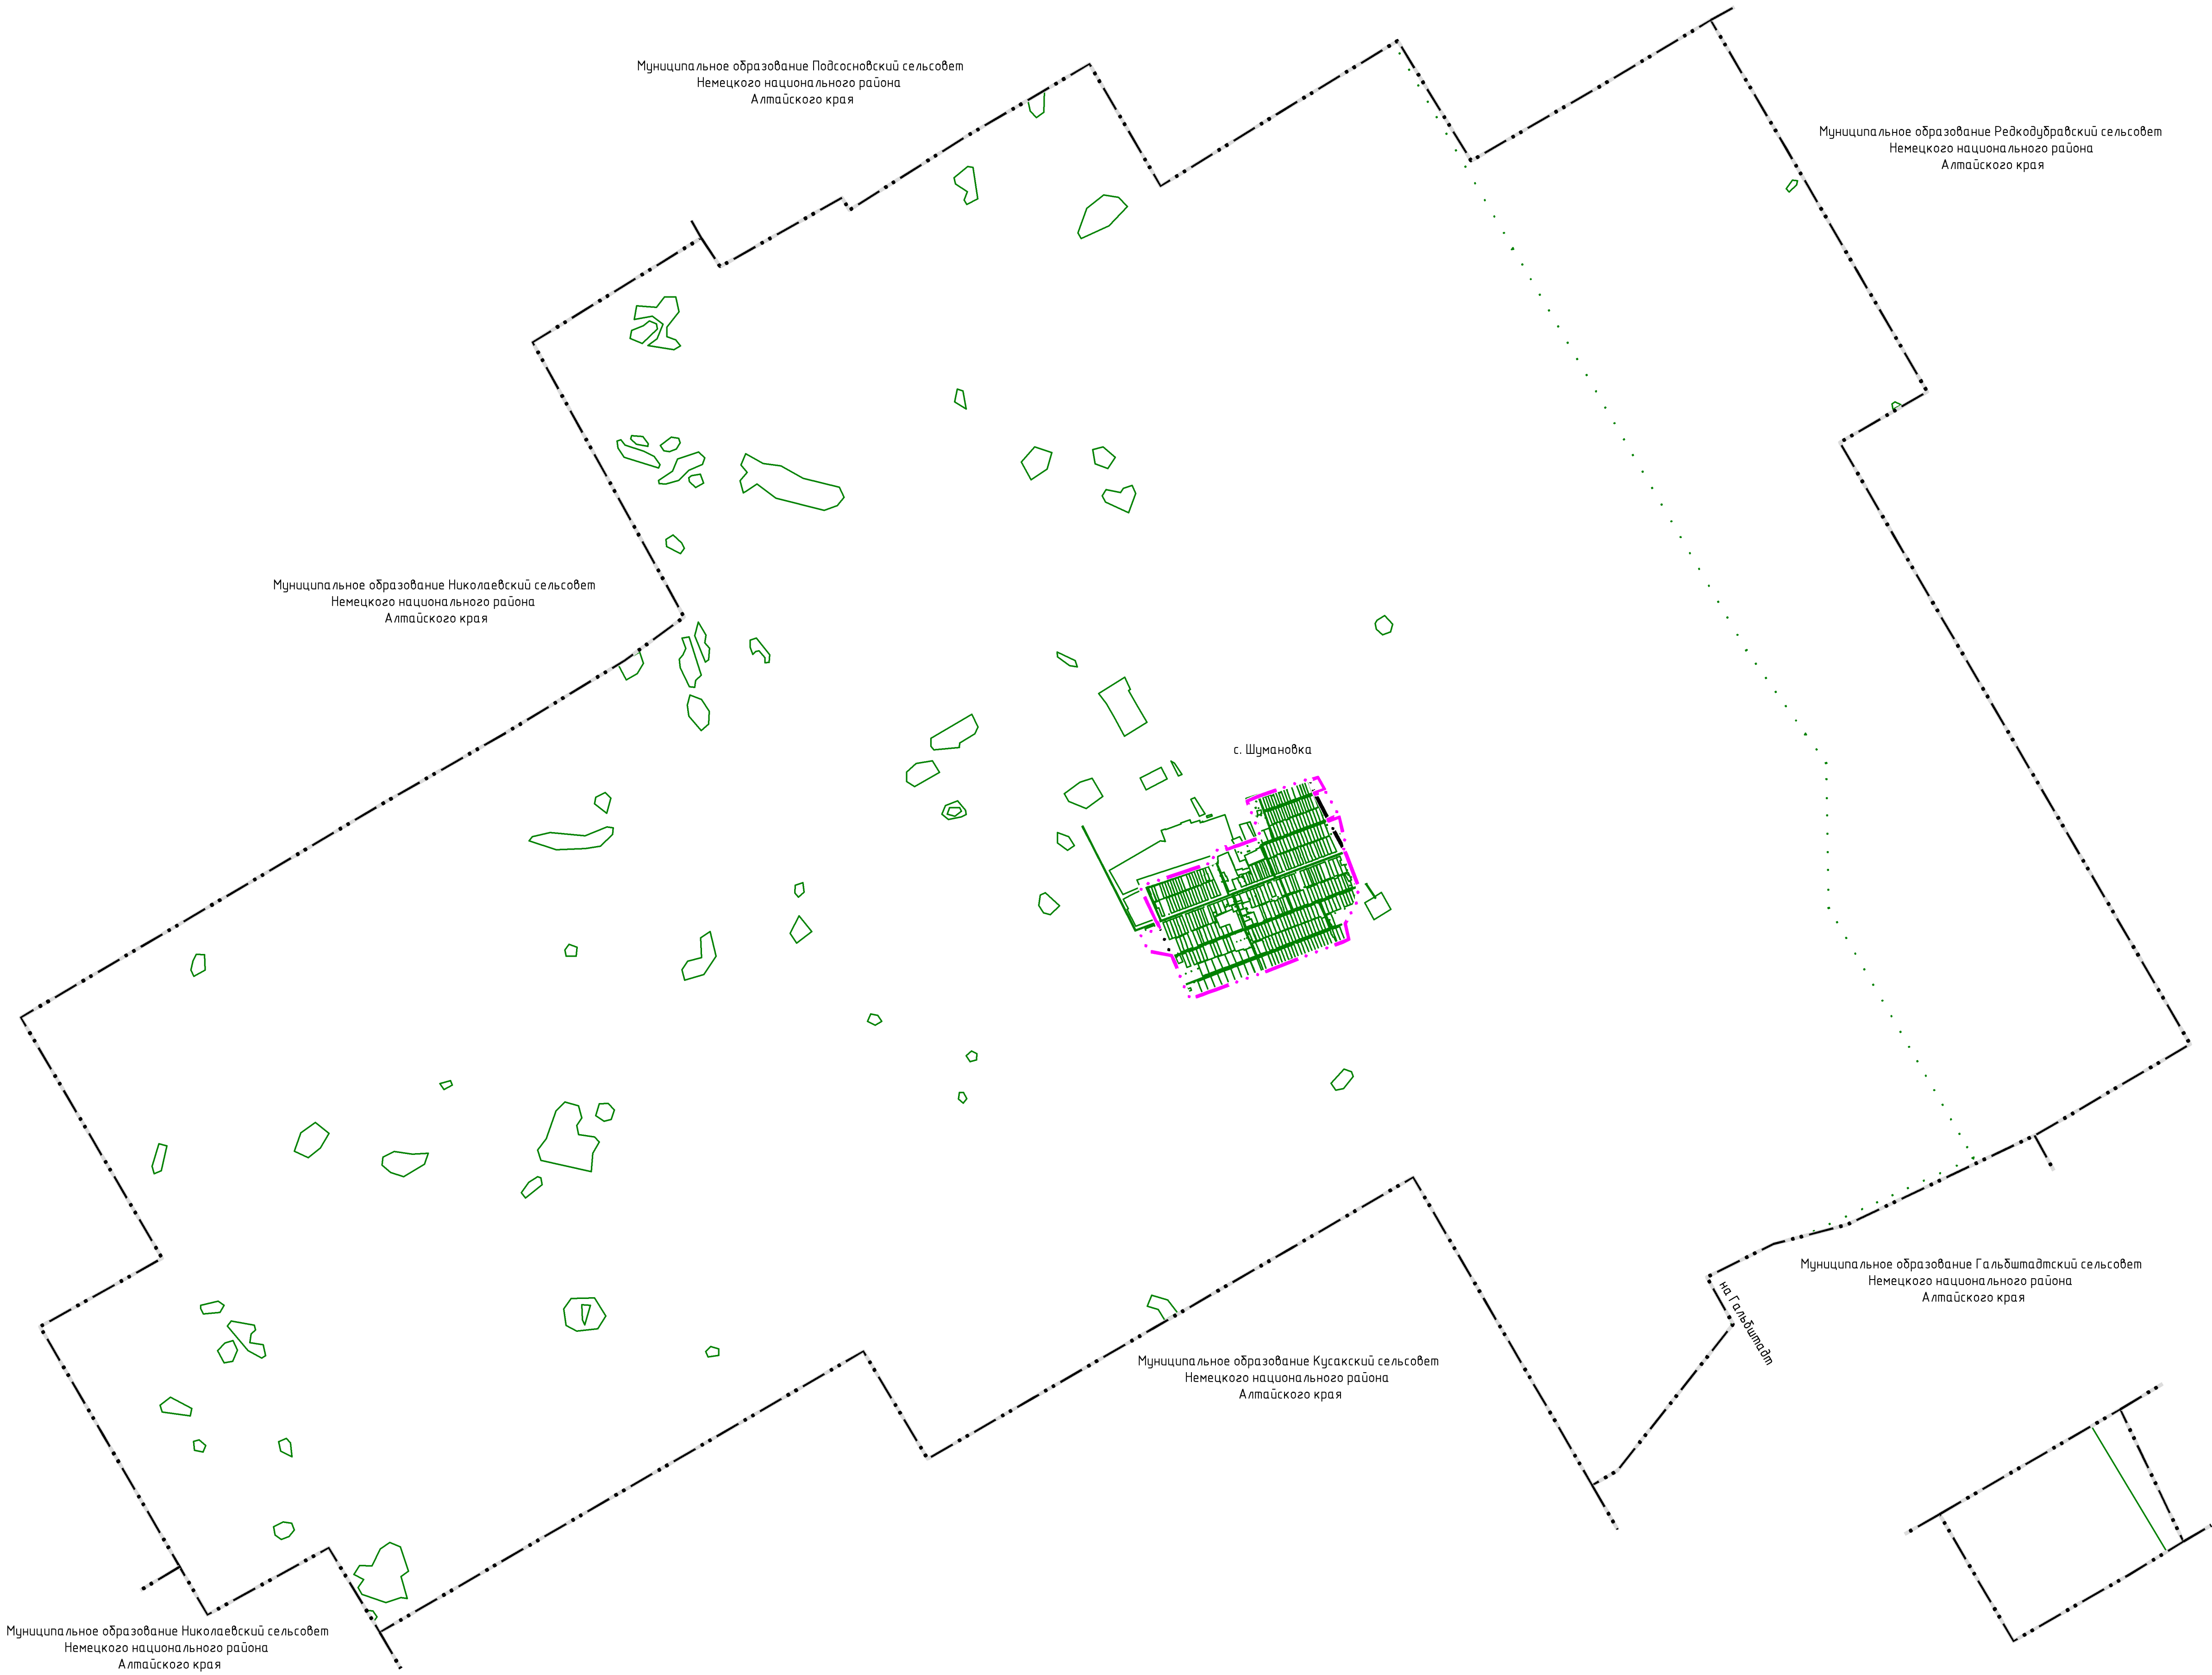 Муниципальное образование Подсосновский сельсовет
Немецкого национального района
Алтайского края
Муниципальное образование Редкодубравский сельсовет
Немецкого национального района
Алтайского края
Муниципальное образование Николаевский сельсовет
Немецкого национального района
Алтайского края
с. Шумановка
Муниципальное образование Гальбштадтский сельсовет
Немецкого национального района
Алтайского края
на Гальбштадт
Муниципальное образование Кусакский сельсовет
Немецкого национального района
Алтайского края
Муниципальное образование Николаевский сельсовет
Немецкого национального района
Алтайского края